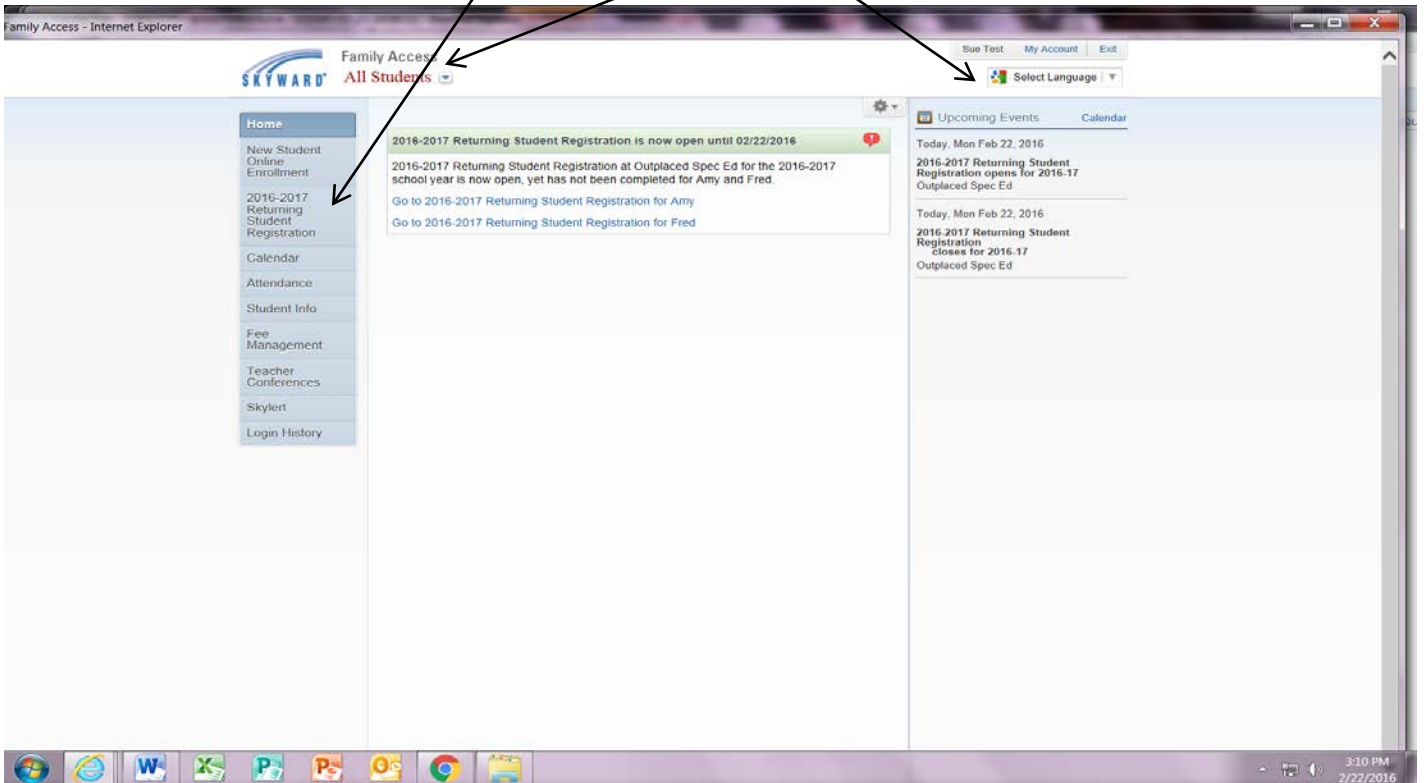 Family Access - Internet Explorer
SKYWARD
Family Access
All Students
Sue Test My Account Exit
Select Language
Home
New Student
Online
Enrollment
2016-2017
Returning
Student
Registration
Calendar
Attendance
Student Info
Fee
Management
Teacher
Conferences
Skylert
Login History
2016-2017 Returning Student Registration is now open until 02/22/2016
2016-2017 Returning Student Registration at Outplaced Spec Ed for the 2016-2017
school year is now open, yet has not been completed for Amy and Fred.
Go to 2016-2017 Returning Student Registration for Amy
Go to 2016-2017 Returning Student Registration for Fred
Upcoming Events Calendar
Today, Mon Feb 22, 2016
2016-2017 Returning Student
Registration opens for 2016-17
Outplaced Spec Ed
Today, Mon Feb 22, 2016
2016-2017 Returning Student
Registration
closes for 2016-17
Outplaced Spec Ed
3:10 PM
2/22/2016